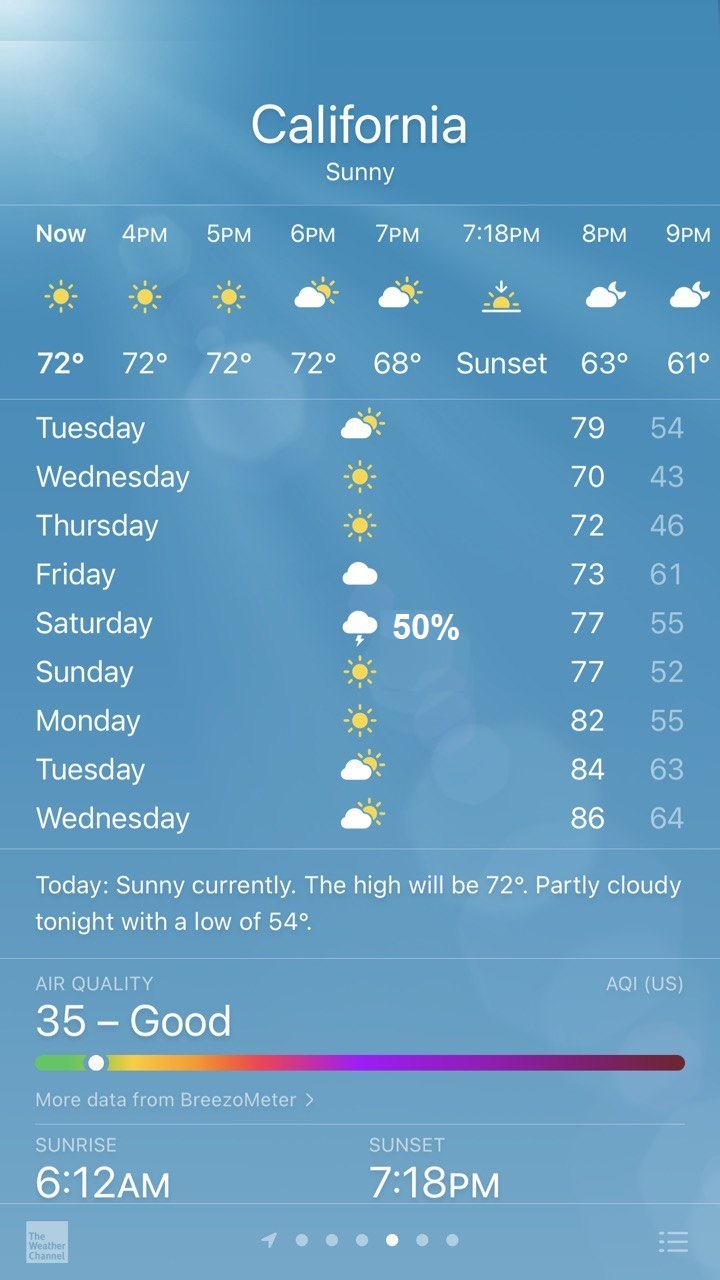 California
Sunny
Now 4PM 5PM 6PM 7PM 7:18PM 8PM 9PM
72° 72° 72° 72° 68° Sunset 63° 61°
Tuesday 79 54
Wednesday 70 43
Thursday 72 46
Friday 73 61
Saturday 50% 77 55
Sunday 77 52
Monday 82 55
Tuesday 84 63
Wednesday 86 64
Today: Sunny currently. The high will be 72°. Partly cloudy
tonight with a low of 54°.
AIR QUALITY AQI (US)
35 – Good
More data from BreezoMeter >
SUNRISE SUNSET
6:12AM 7:18PM
The
Weather
Channel